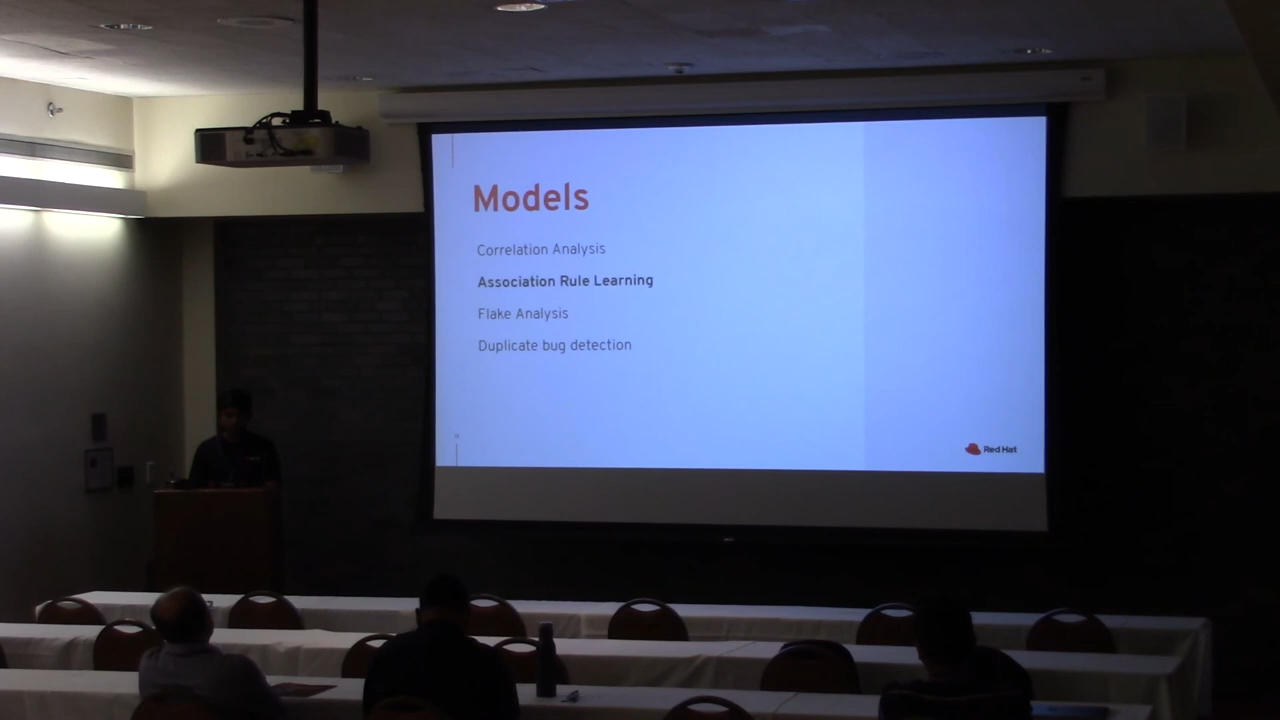 Models
Correlation Analysis
Association Rule Learning
Flake Analysis
Duplicate bug detection
Red Hat